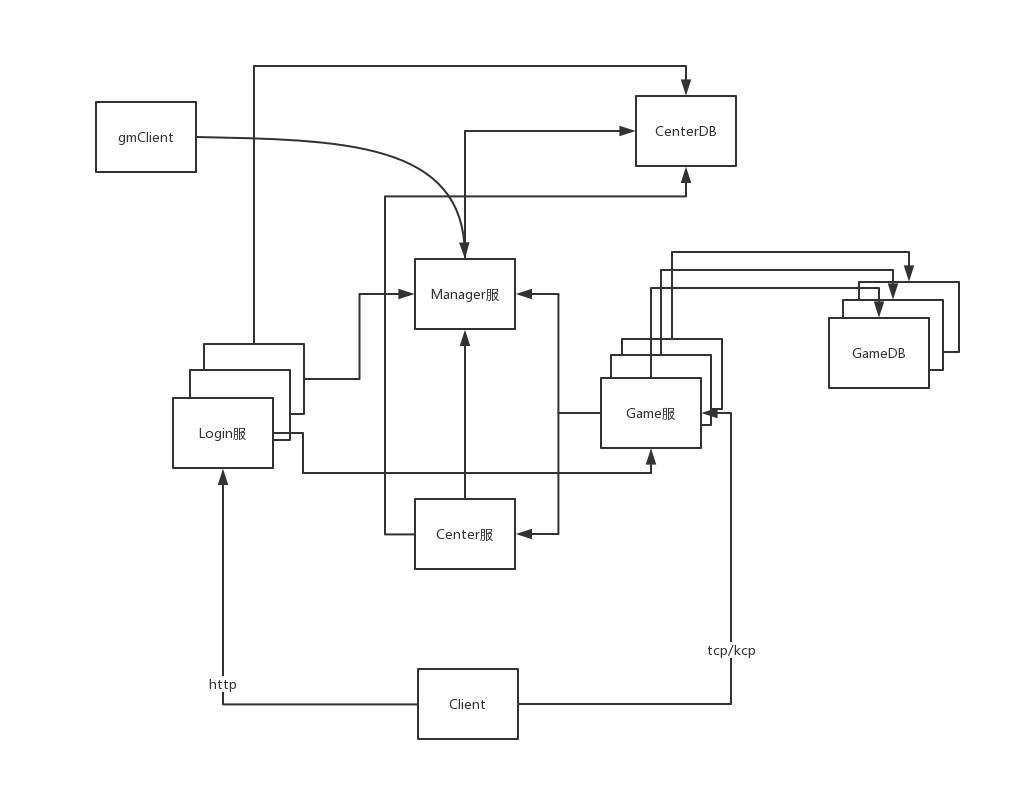 CenterDB
gmClient
Manager服
GameDB
Game服
Login服
Center服
tcp/kcp
http
Client